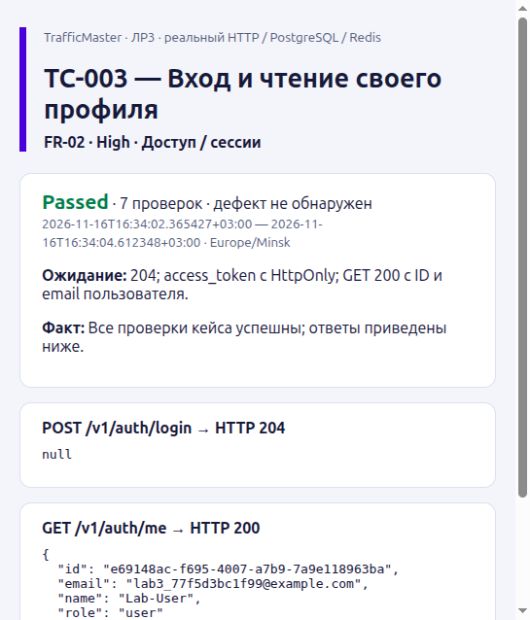 TrafficMaster · ЛР3 · реальный HTTP / PostgreSQL / Redis
TC-003 — Вход и чтение своего
профиля
FR-02 · High · Доступ / сессии
Passed · 7 проверок · дефект не обнаружен
2026-11-16T16:34:02.365427+03:00 — 2026-11-
16T16:34:04.612348+03:00 · Europe/Minsk
Ожидание: 204; access_token с HttpOnly; GET 200 с ID и
email пользователя.
Факт: Все проверки кейса успешны; ответы приведены
ниже.
POST /v1/auth/login → HTTP 204
null
GET /v1/auth/me → HTTP 200
{
"id": "e69148ac-f695-4007-a7b9-7a9e118963ba",
"email": "lab3_77f5d3bc1f99@example.com",
"name": "Lab-User",
"role": "user"